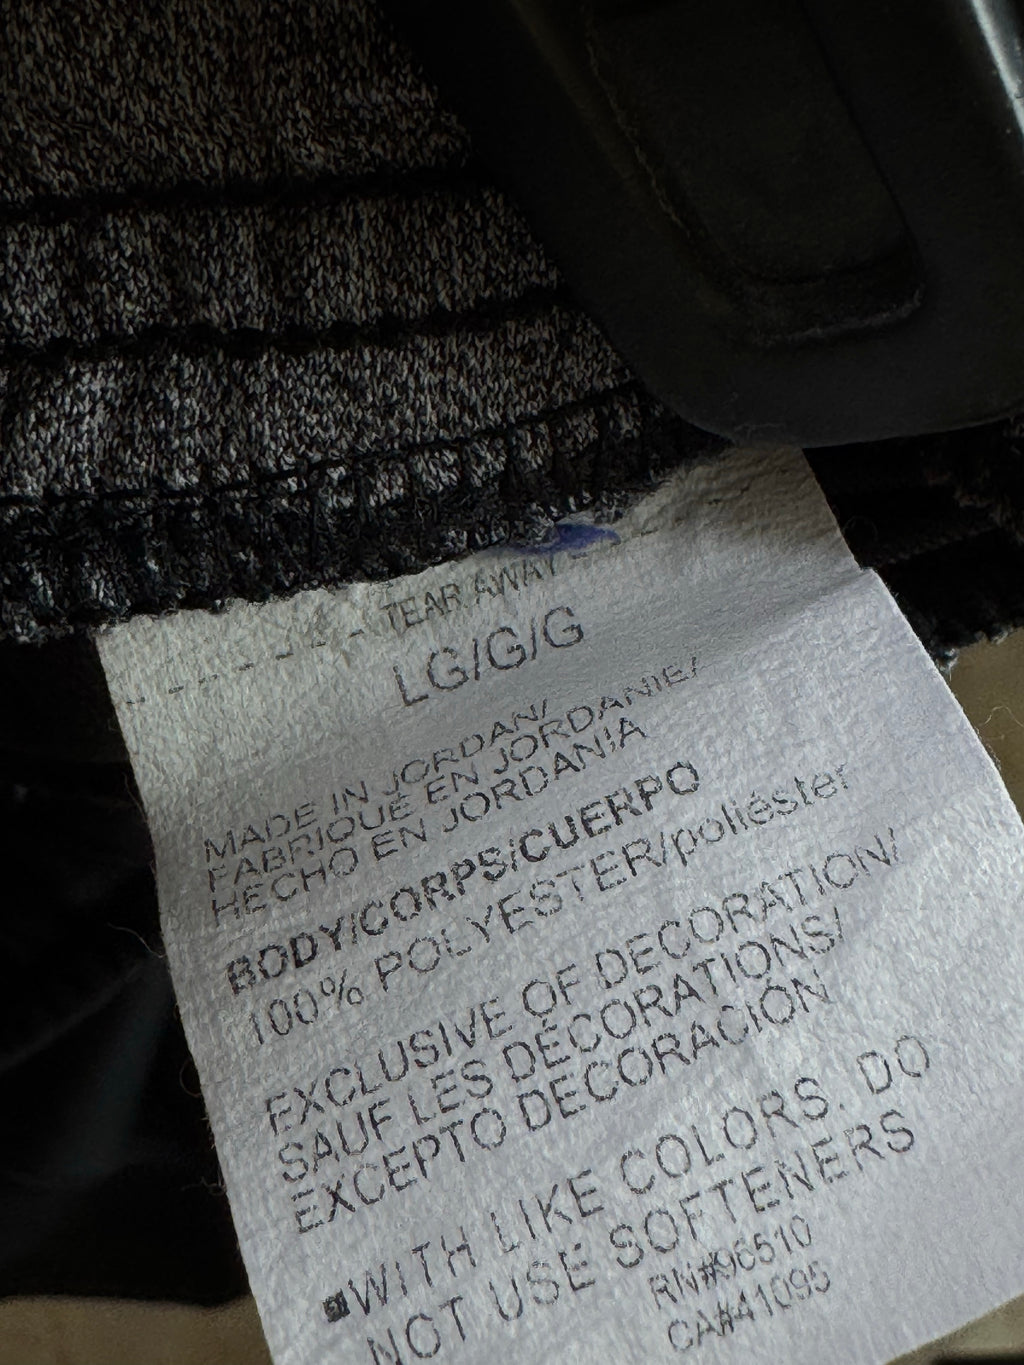 TEAR AWAY
LG/G/G
MADE IN JORDAN/
FABRIQUÉ EN JORDANIE/
HECHO EN JORDANIA
BODY/CORPS/CUERPO
100% POLYESTER/poliéster
EXCLUSIVE OF DECORATION/
SAUF LES DÉCORATIONS/
EXCEPTO DECORACIÓN
WITH LIKE COLORS. DO
NOT USE SOFTENERS
RN#96510
CA#41095